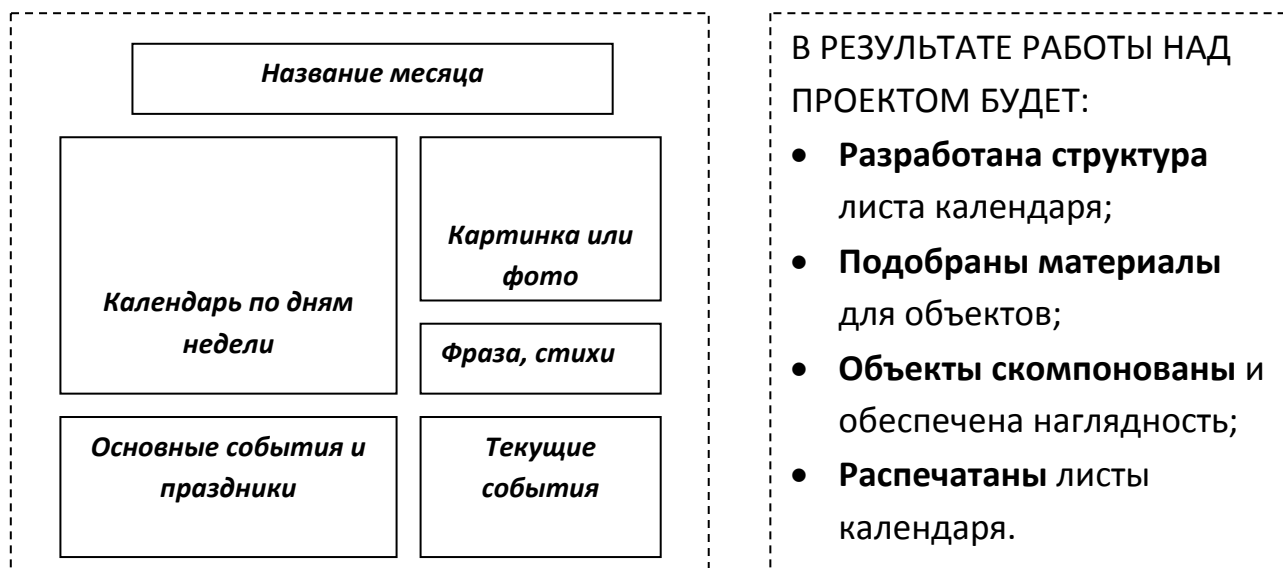 Название месяца
Календарь по дням
недели
Картинка или
фото
Фраза, стихи
Основные события и
праздники
Текущие
события
В РЕЗУЛЬТАТЕ РАБОТЫ НАД
ПРОЕКТОМ БУДЕТ:
• Разработана структура
листа календаря;
• Подобраны материалы
для объектов;
• Объекты скомпонованы и
обеспечена наглядность;
• Распечатаны листы
календаря.